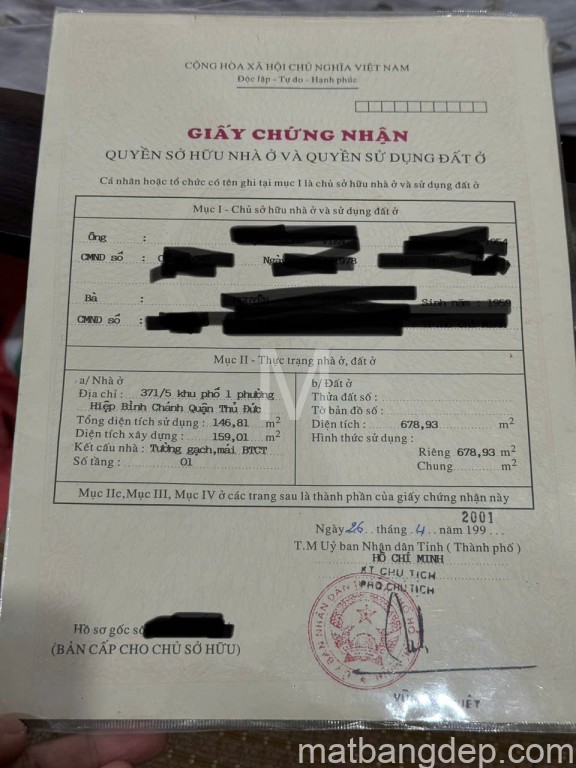 CỘNG HÒA XÃ HỘI CHỦ NGHĨA VIỆT NAM
Độc lập - Tự do - Hạnh phúc
GIẤY CHỨNG NHẬN
QUYỀN SỞ HỮU NHÀ Ở VÀ QUYỀN SỬ DỤNG ĐẤT Ở
Cá nhân hoặc tổ chức có tên ghi tại mục I là chủ sở hữu nhà ở và sử dụng đất ở
Mục I - Chủ sở hữu nhà ở và sử dụng đất ở
Ông :
CMND số : 1978
Bà :
Sinh năm : 1959
CMND số :
Mục II - Thực trạng nhà ở, đất ở
a/ Nhà ở
Địa chỉ : 371/5 khu phố 1 phường
Hiệp Bình Chánh Quận Thủ Đức
Tổng diện tích sử dụng : 146,81 m2
Diện tích xây dựng : 159,01 m2
Kết cấu nhà : Tường gạch,mái BTCT
Số tầng : 01
b/ Đất ở
Thửa đất số :
Tờ bản đồ số :
Diện tích : 678,93 m2
Hình thức sử dụng :
Riêng 678,93 m2
Chung m2
M
Mục IIc, Mục III, Mục IV ở các trang sau là thành phần của giấy chứng nhận này
2001
Ngày 26 tháng 4 năm 199...
T.M Uỷ ban Nhân dân Tỉnh ( Thành phố )
HỒ CHÍ MINH
KT CHỦ TỊCH
PHÓ CHỦ TỊCH
Hồ sơ gốc số
(BẢN CẤP CHO CHỦ SỞ HỮU)
matbangdep.com